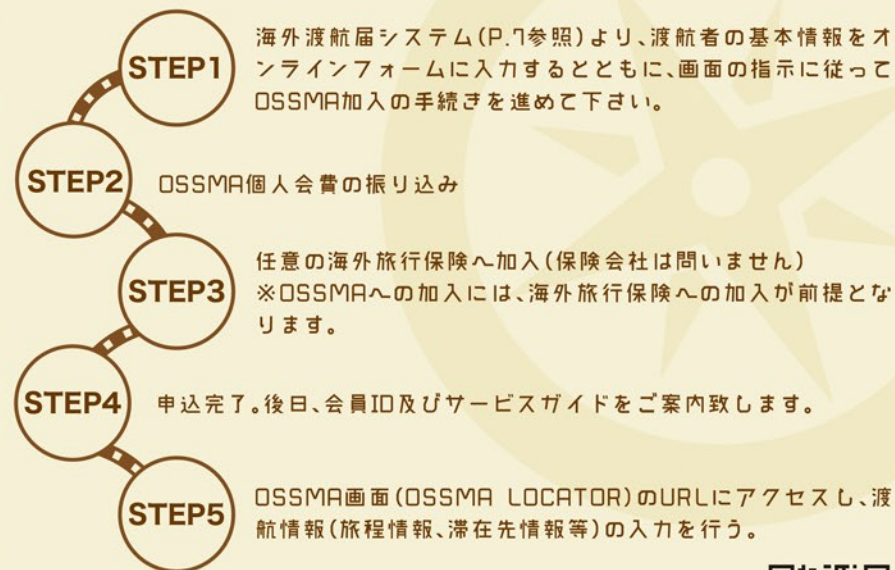 STEP1
海外渡航届システム(P.7参照)より、渡航者の基本情報をオ
ンラインフォームに入力するとともに、画面の指示に従って
OSSMA加入の手続きを進めて下さい。
STEP2
OSSMA個人会費の振り込み
STEP3
任意の海外旅行保険へ加入(保険会社は問いません)
※OSSMAへの加入には、海外旅行保険への加入が前提とな
ります。
STEP4
申込完了。後日、会員ID及びサービスガイドをご案内致します。
STEP5
OSSMA画面(OSSMA LOCATOR)のURLにアクセスし、渡
航情報(旅程情報、滞在先情報等)の入力を行う。